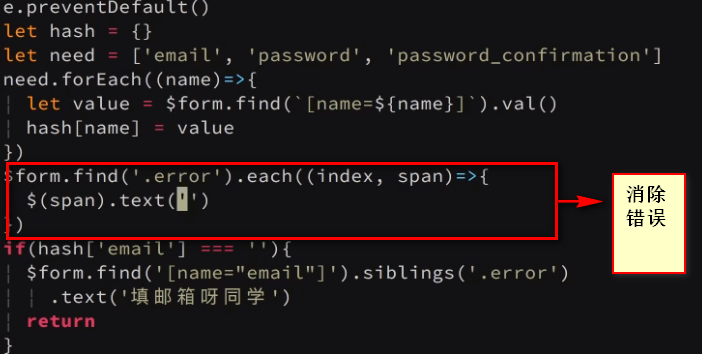 e.preventDefault()
let hash = {}
let need = ['email', 'password', 'password_confirmation']
need.forEach((name)=>{
let value = $form.find(`[name=${name}]`).val()
hash[name] = value
})
$form.find('.error').each((index, span)=>{
$(span).text('')
})
if(hash['email'] === ''){
$form.find('[name="email"]').siblings('.error')
.text('填邮箱呀同学')
return
}
消除
错误